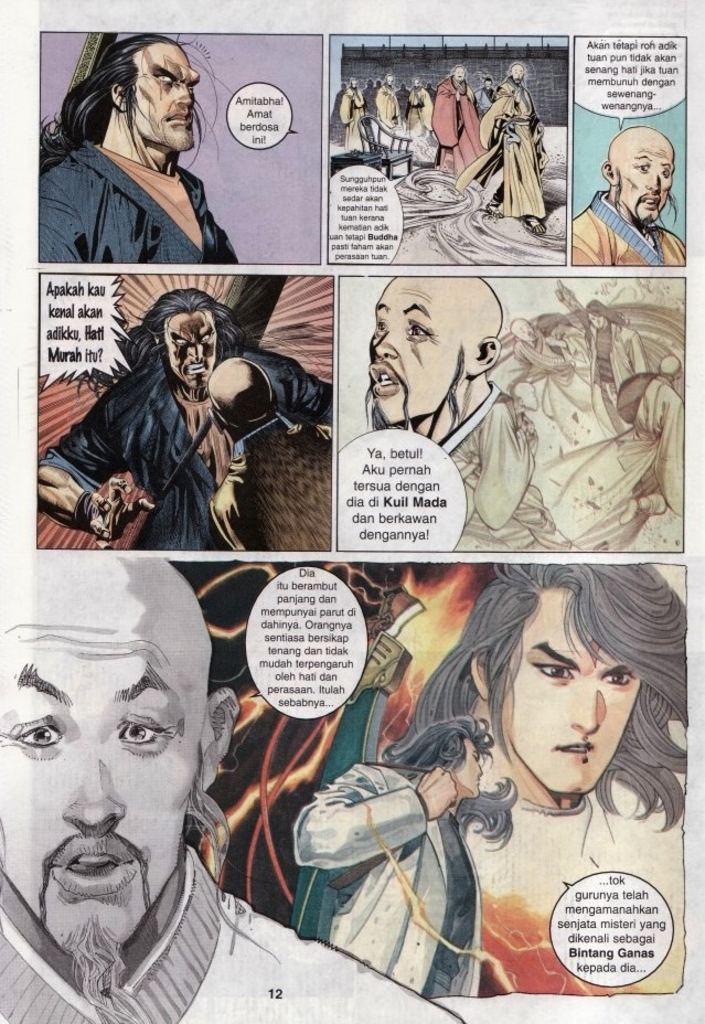 Amitabha!
Amat
berdosa
ini!
Sungguhpun
mereka tidak
sedar akan
kepahitan hati
tuan kerana
kematian adik
tuan tetapi Buddha
pasti faham akan
perasaan tuan.
Akan tetapi roh adik
tuan pun tidak akan
senang hati jika tuan
membunuh dengan
sewenang-
wenangnya...
Apakah kau
kenal akan
adikku, Hati
Murah itu?
Ya, betul!
Aku pernah
tersua dengan
dia di Kuil Mada
dan berkawan
dengannya!
Dia
itu berambut
panjang dan
mempunyai parut di
dahinya. Orangnya
sentiasa bersikap
tenang dan tidak
mudah terpengaruh
oleh hati dan
perasaan. Itulah
sebabnya...
...tok
gurunya telah
mengamanahkan
senjata misteri yang
dikenali sebagai
Bintang Ganas
kepada dia...
12